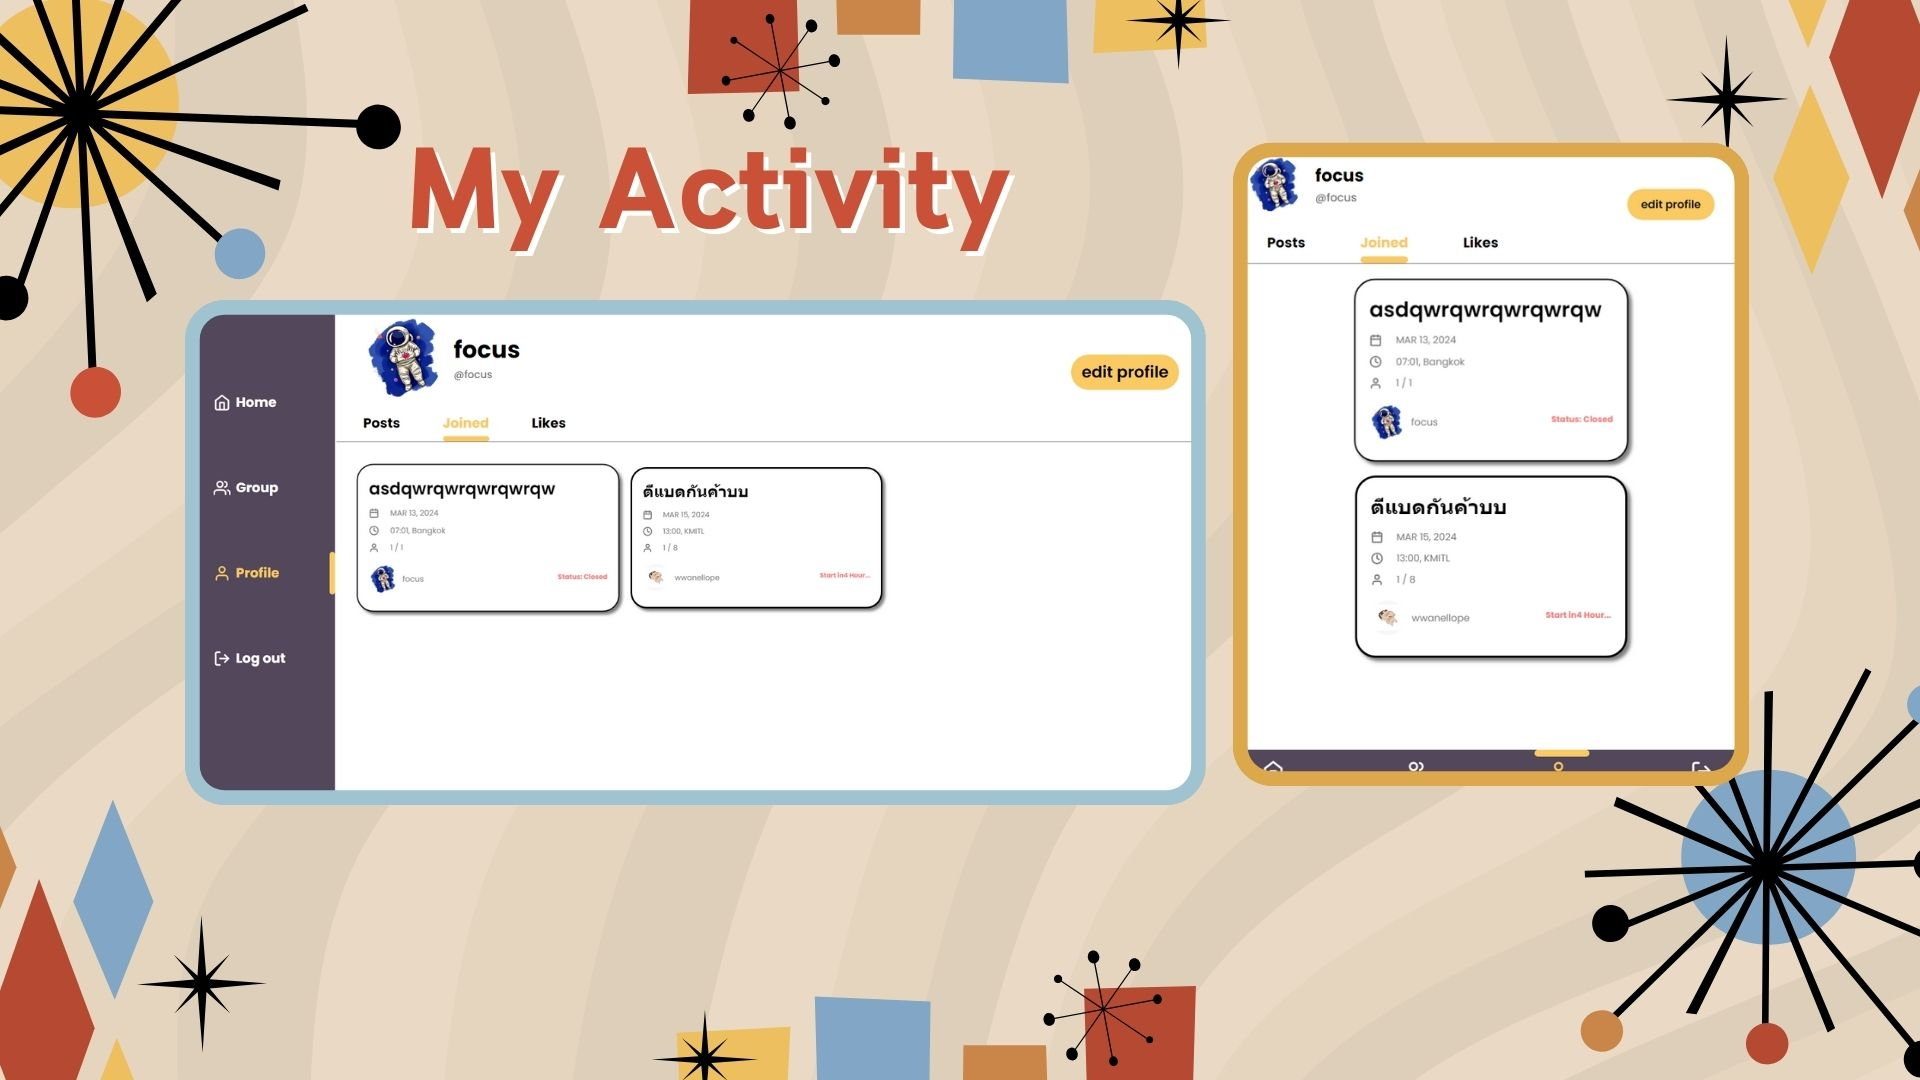 My Activity
focus
@focus
edit profile
Posts Joined Likes
Home
Group
Profile
Log out
asdqwrqwrqwrqwrqw
MAR 13, 2024
07:01, Bangkok
1 / 1
focus
Status: Closed
ตีแบดกันค้าบบ
MAR 15, 2024
13:00, KMITL
1 / 8
wwanellope
Start in4 Hour...
focus
@focus
edit profile
Posts Joined Likes
asdqwrqwrqwrqwrqw
MAR 13, 2024
07:01, Bangkok
1 / 1
focus
Status: Closed
ตีแบดกันค้าบบ
MAR 15, 2024
13:00, KMITL
1 / 8
wwanellope
Start in4 Hour...